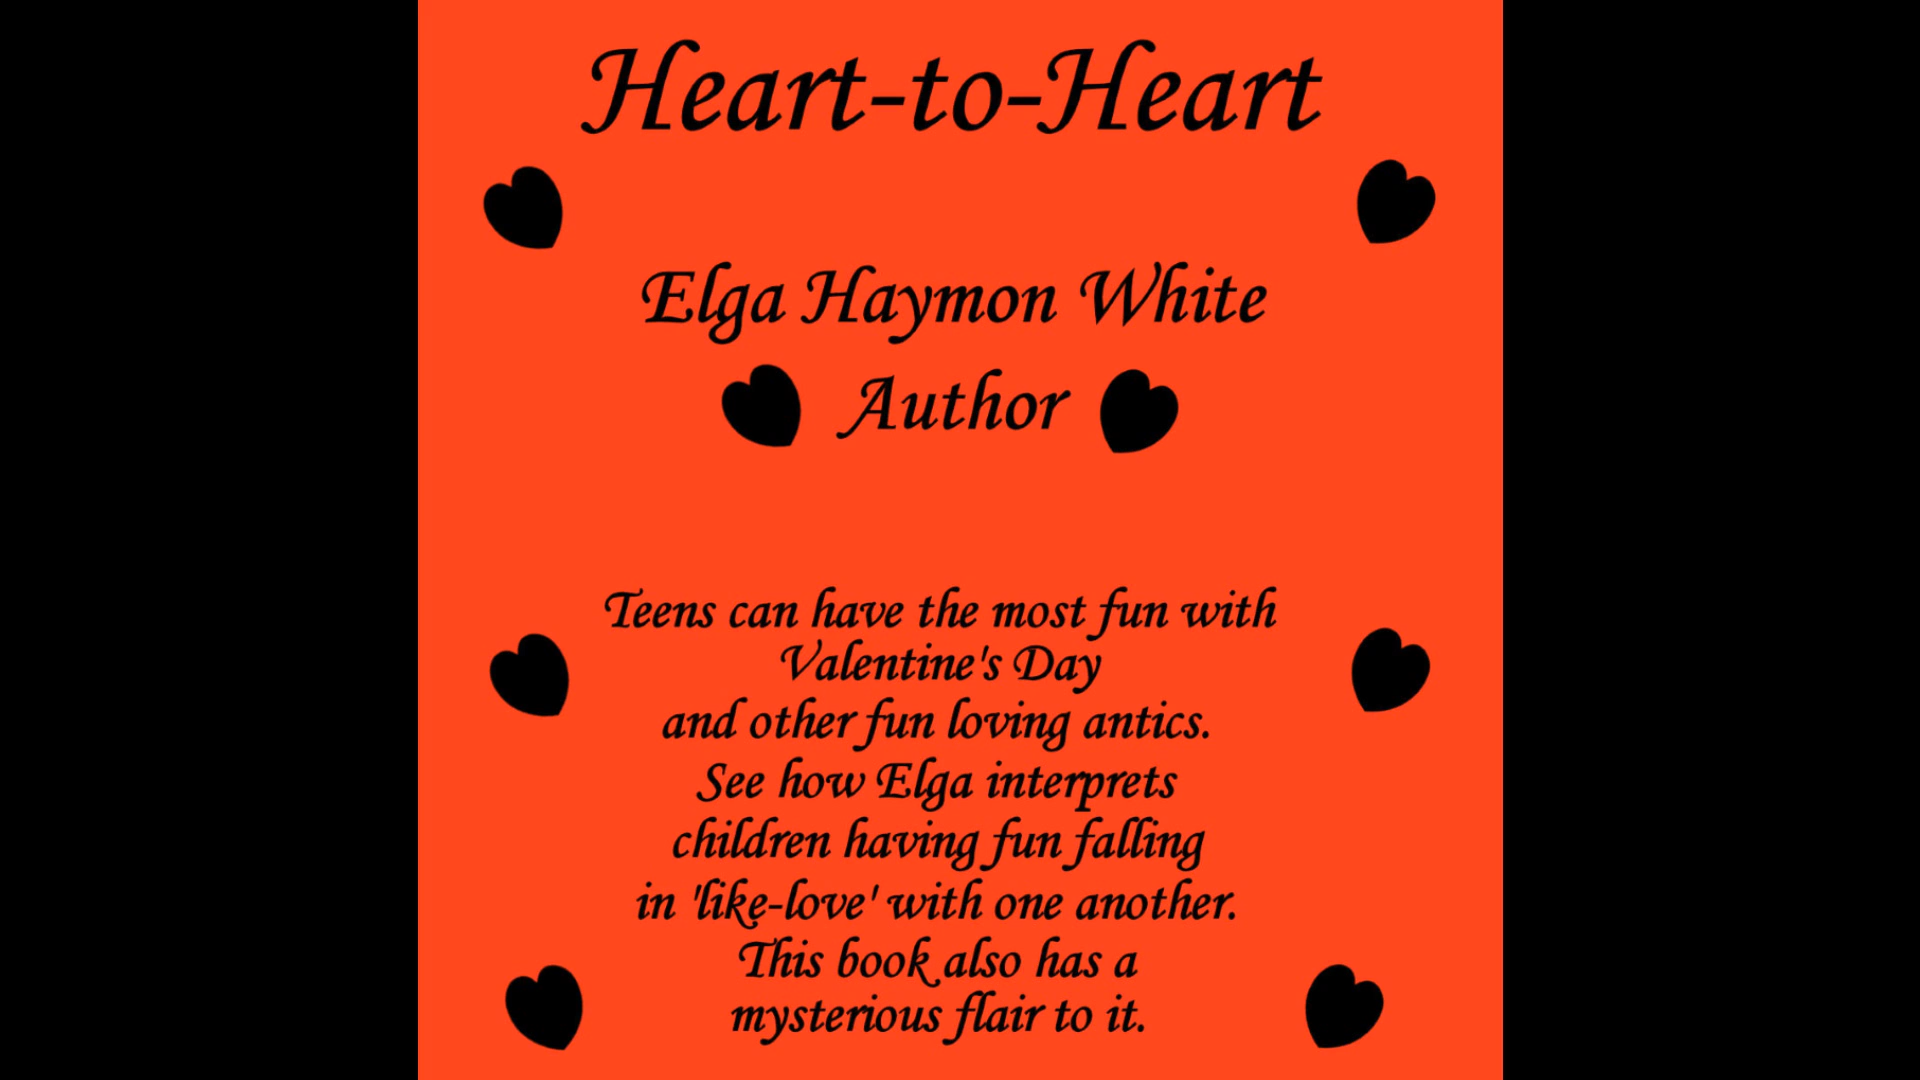 Heart-to-Heart
Elga Haymon White
Author
Teens can have the most fun with
Valentine's Day
and other fun loving antics.
See how Elga interprets
children having fun falling
in 'like-love' with one another.
This book also has a
mysterious flair to it.